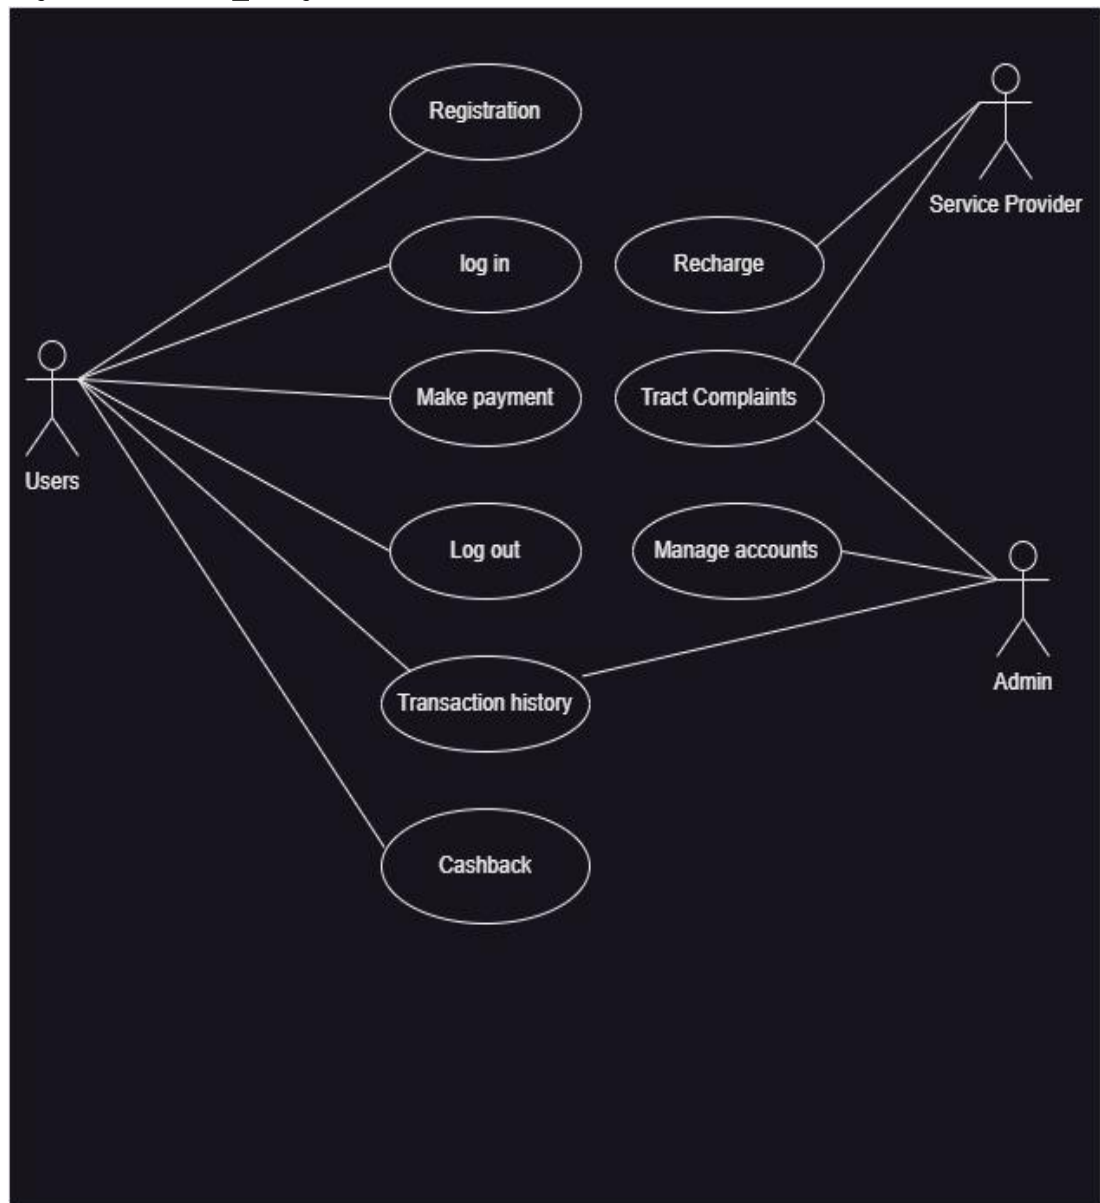 Registration
Service Provider
log in
Recharge
Make payment
Tract Complaints
Users
Log out
Manage accounts
Admin
Transaction history
Cashback